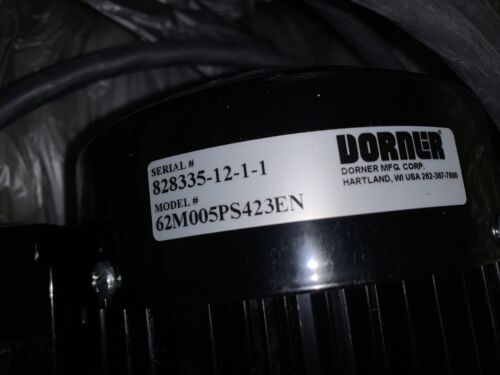 SERIAL #
828335-12-1-1
MODEL #
62M005PS423EN
DORNER
DORNER MFG. CORP.
HARTLAND, WI USA 262-367-7600